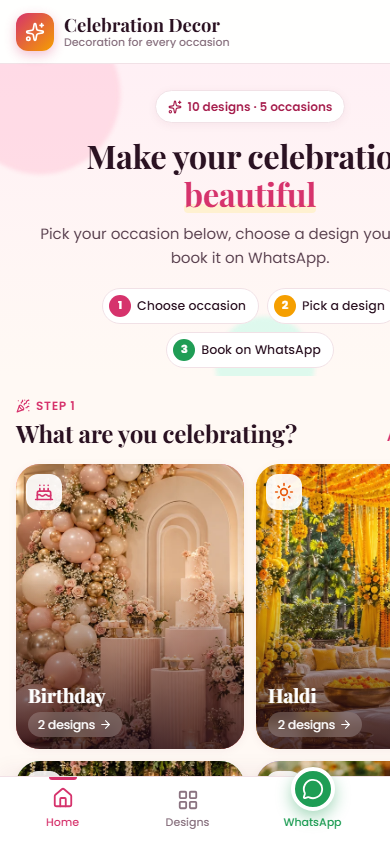 Celebration Decor
Decoration for every occasion
10 designs · 5 occasions
Make your
beautiful
Pick your occasion below, choose a design
book it on WhatsApp.
1 Choose occasion
2 Pick a design
3 Book on WhatsApp
STEP 1
What are you celebrating?
Birthday
2 designs →
Haldi
2 designs →
Home
Designs
WhatsApp